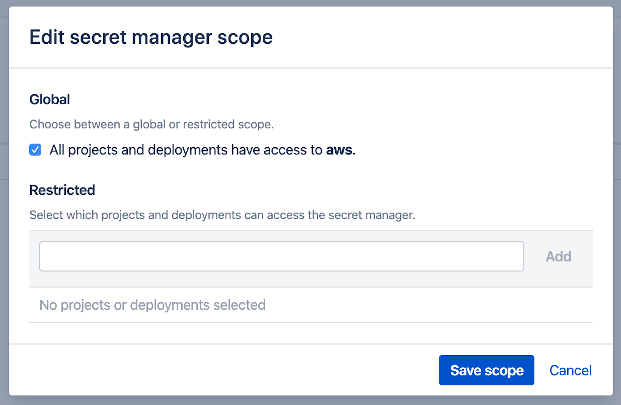 Edit secret manager scope
Global
Choose between a global or restricted scope.
All projects and deployments have access to aws.
Restricted
Select which projects and deployments can access the secret manager.
Add
No projects or deployments selected
Save scope
Cancel